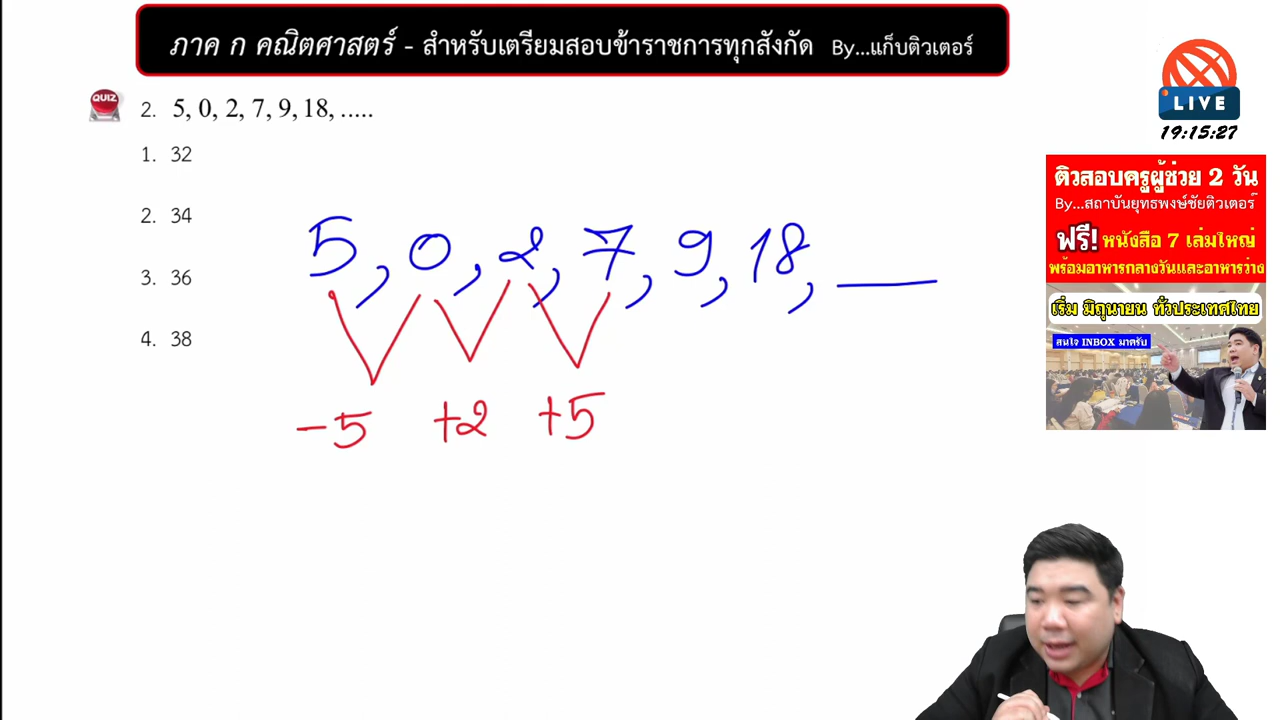 ภาค ก คณิตศาสตร์ - สำหรับเตรียมสอบข้าราชการทุกสังกัด By...แก็บติวเตอร์
QUIZ
2. 5, 0, 2, 7, 9, 18, .....
1. 32
2. 34
3. 36
4. 38
5, 0, 2, 7, 9, 18, ____
-5 +2 +5
LIVE
19:15:27
ติวสอบครูผู้ช่วย 2 วัน
By...สถาบันยุทธพงษ์ชัยติวเตอร์
ฟรี! หนังสือ 7 เล่มใหญ่
พร้อมอาหารกลางวันและอาหารว่าง
เริ่ม มิถุนายน ทั่วประเทศไทย
สนใจ INBOX มาครับ